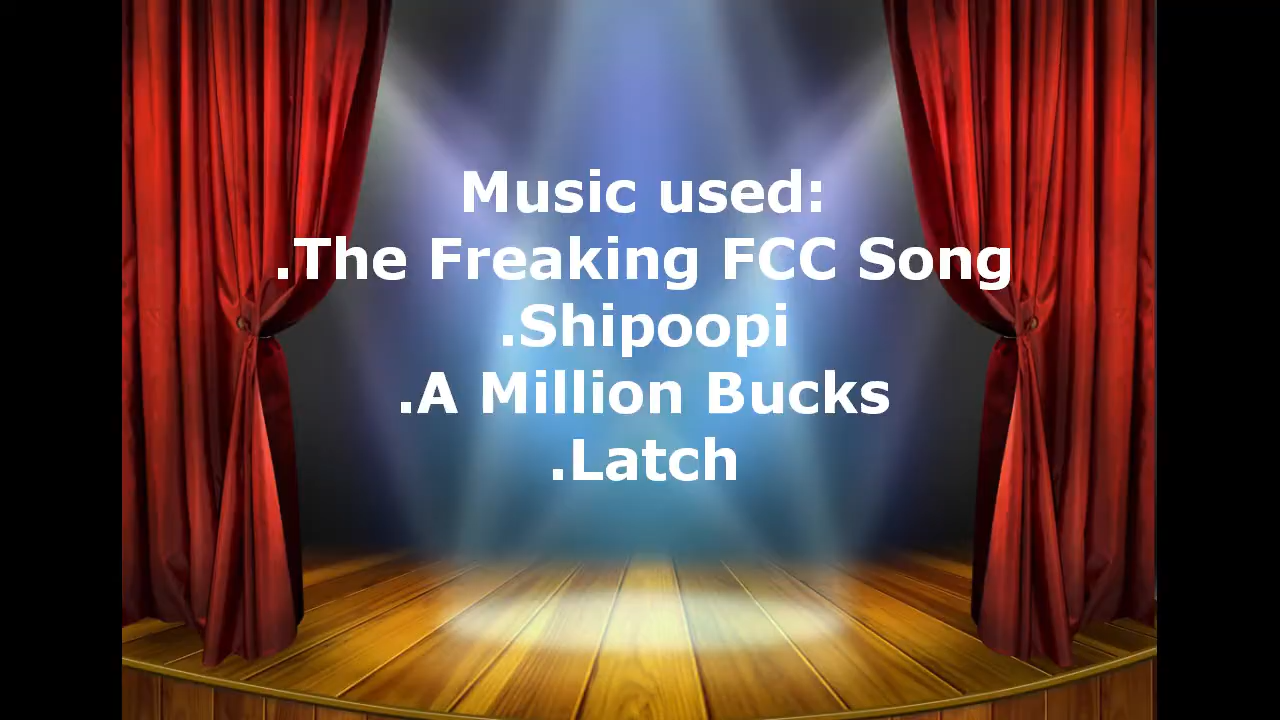 Music used:
.The Freaking FCC Song
.Shipoopi
.A Million Bucks
.Latch